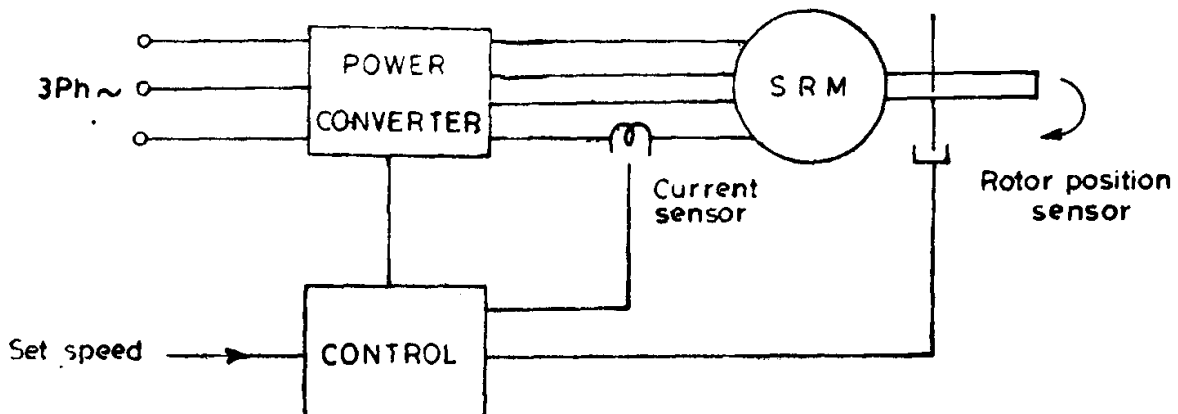 POWER
CONVERTER
3Ph ~
S R M
Current
sensor
Rotor position
sensor
Set speed
CONTROL